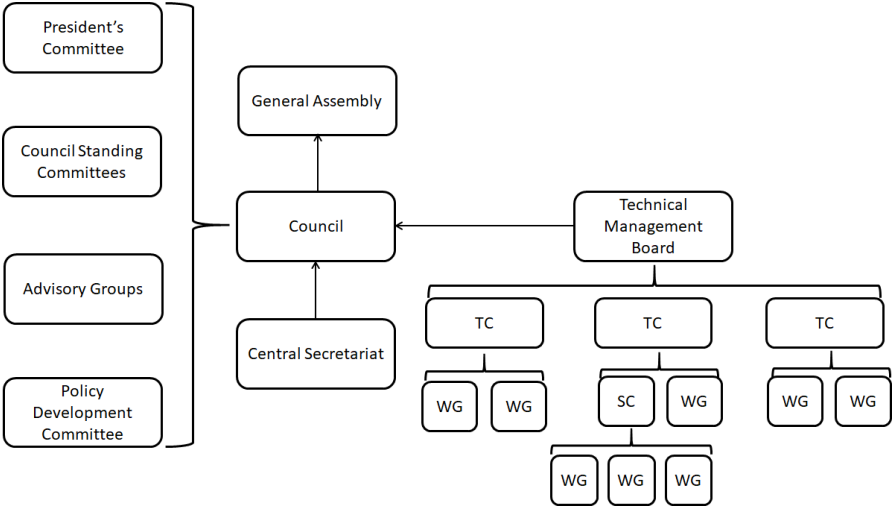 President’s
Committee
General Assembly
Council Standing
Committees
Council
Technical
Management
Board
Advisory Groups
Central Secretariat
TC
TC
TC
Policy
Development
Committee
WG
WG
SC
WG
WG
WG
WG
WG
WG